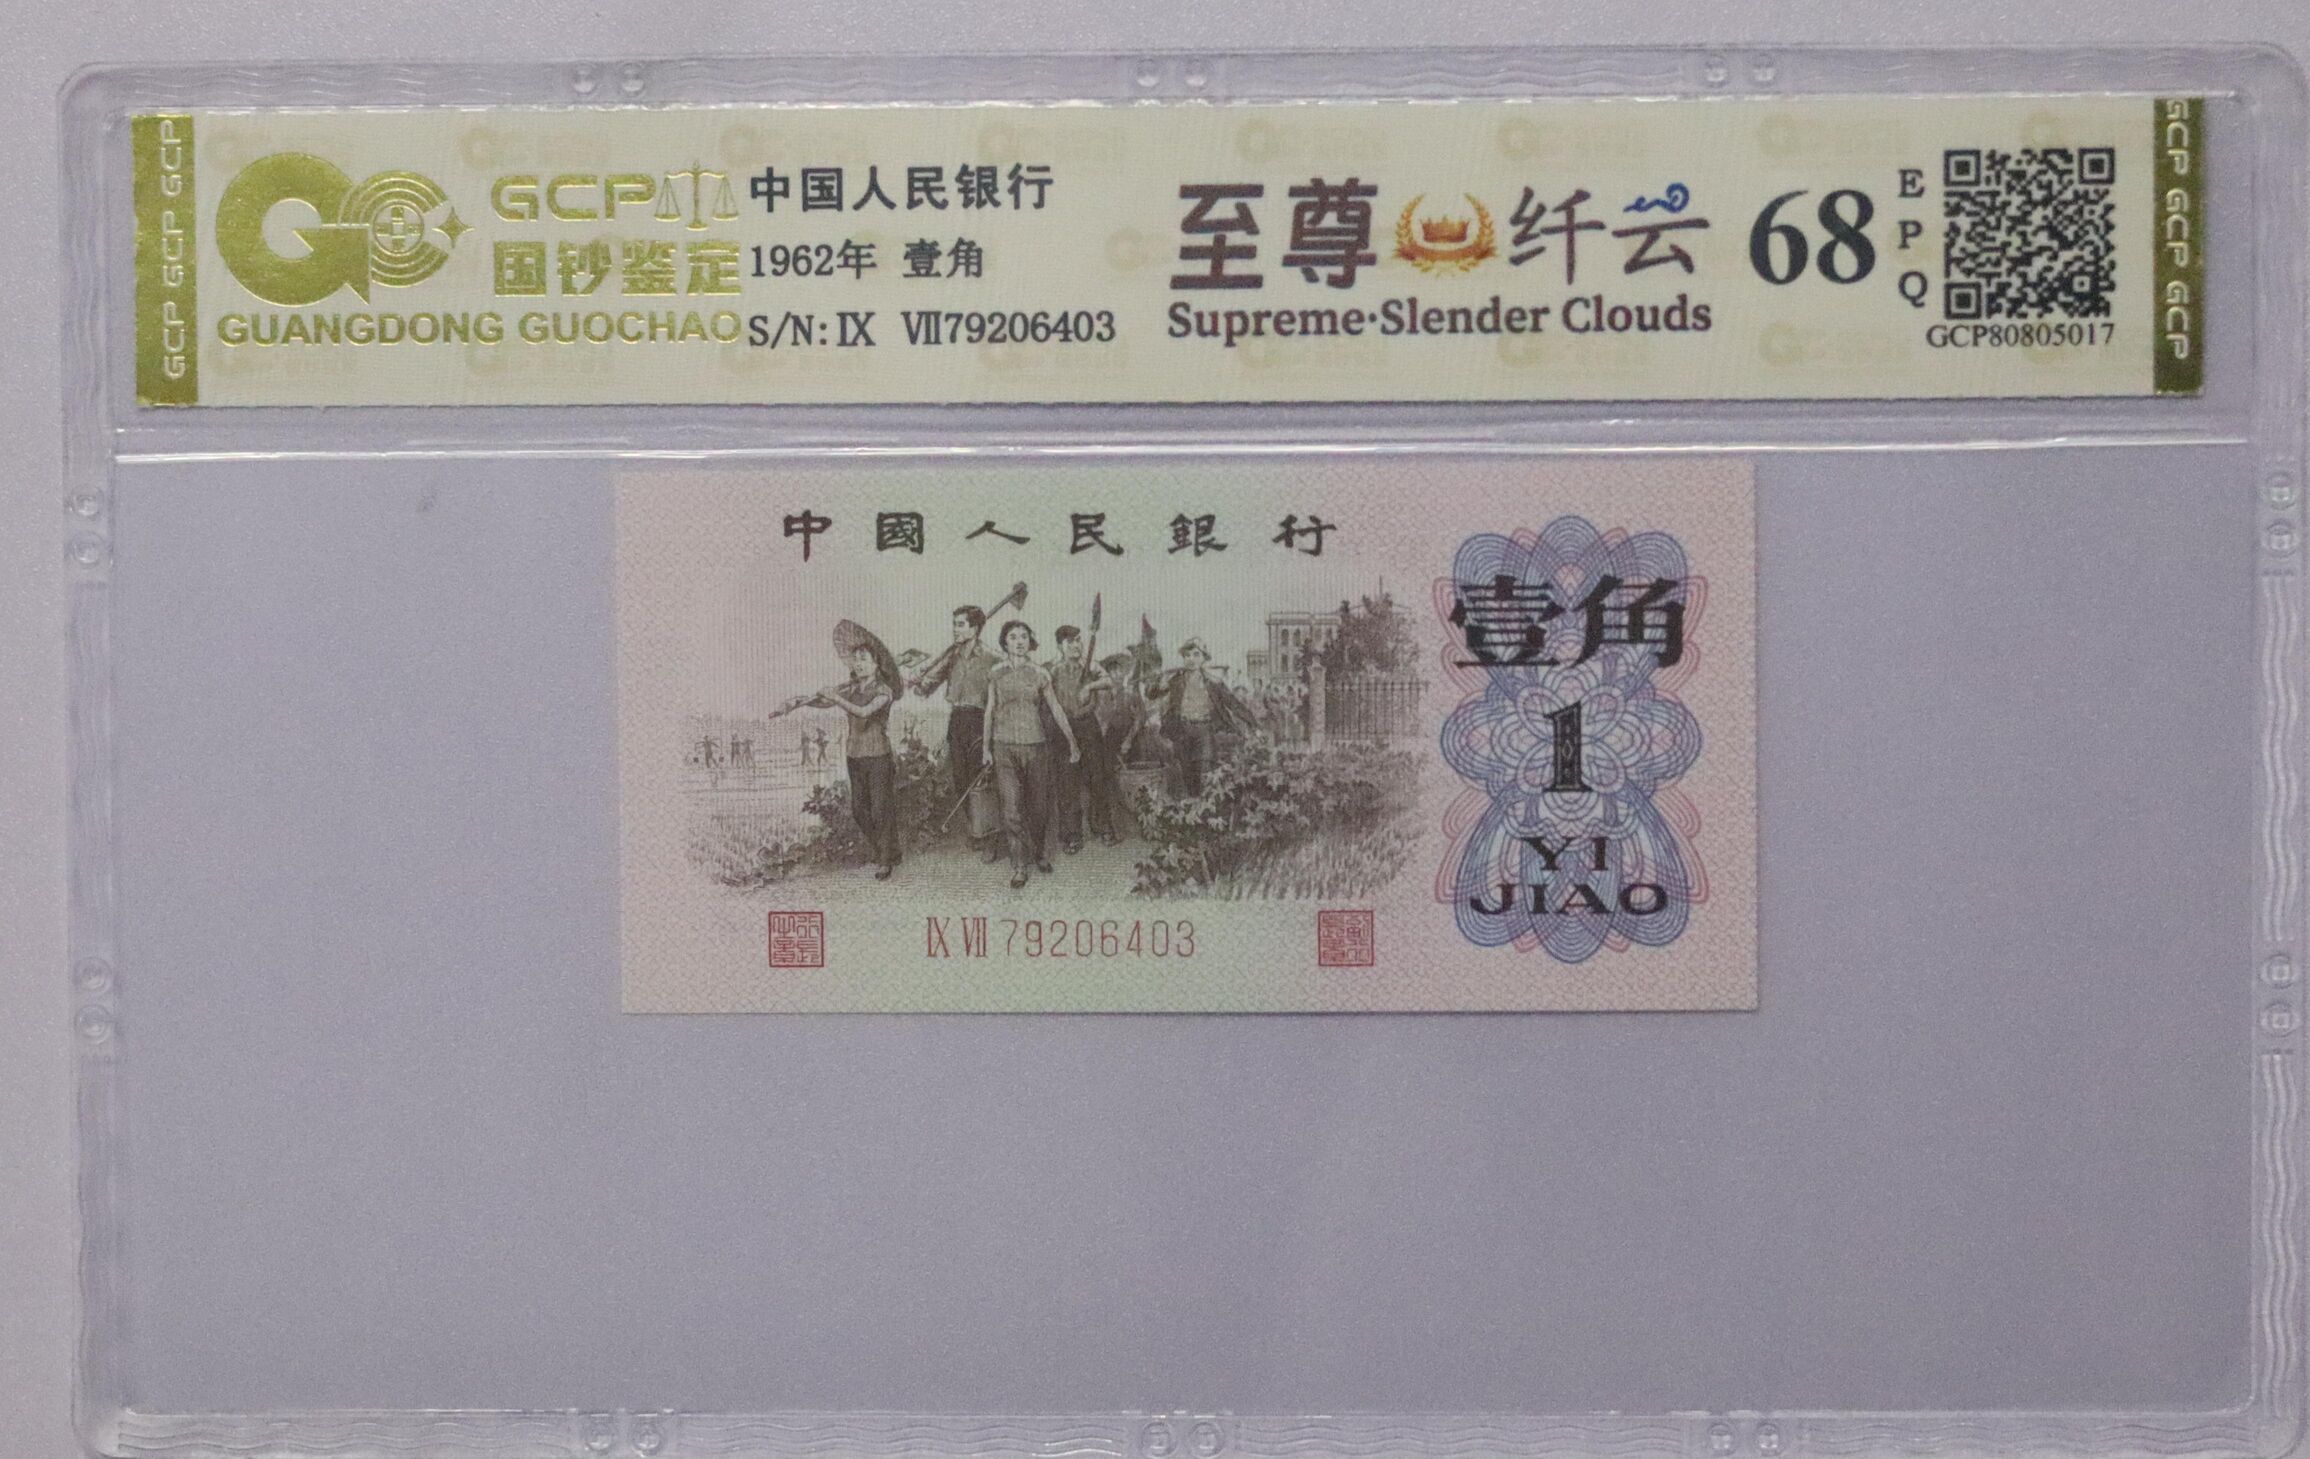 GCP GCP GCP
GCP
国钞鉴定
GUANGDONG GUOCHAO
中国人民银行
1962年 壹角
S/N: Ⅸ Ⅶ79206403
至尊 纤云
Supreme·Slender Clouds
68
E
P
Q
GCP80805017
GCP GCP GCP
中國人民銀行
壹角
1
YI
JIAO
Ⅸ Ⅶ 79206403